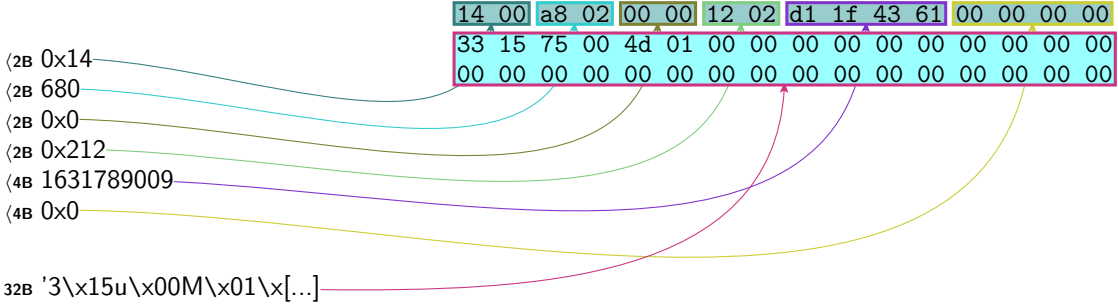 14 00 a8 02 00 00 12 02 d1 1f 43 61 00 00 00 00
33 15 75 00 4d 01 00 00 00 00 00 00 00 00 00 00
00 00 00 00 00 00 00 00 00 00 00 00 00 00 00 00
⟨2B 0x14
⟨2B 680
⟨2B 0x0
⟨2B 0x212
⟨4B 1631789009
⟨4B 0x0
32B '3\x15u\x00M\x01\x[...]